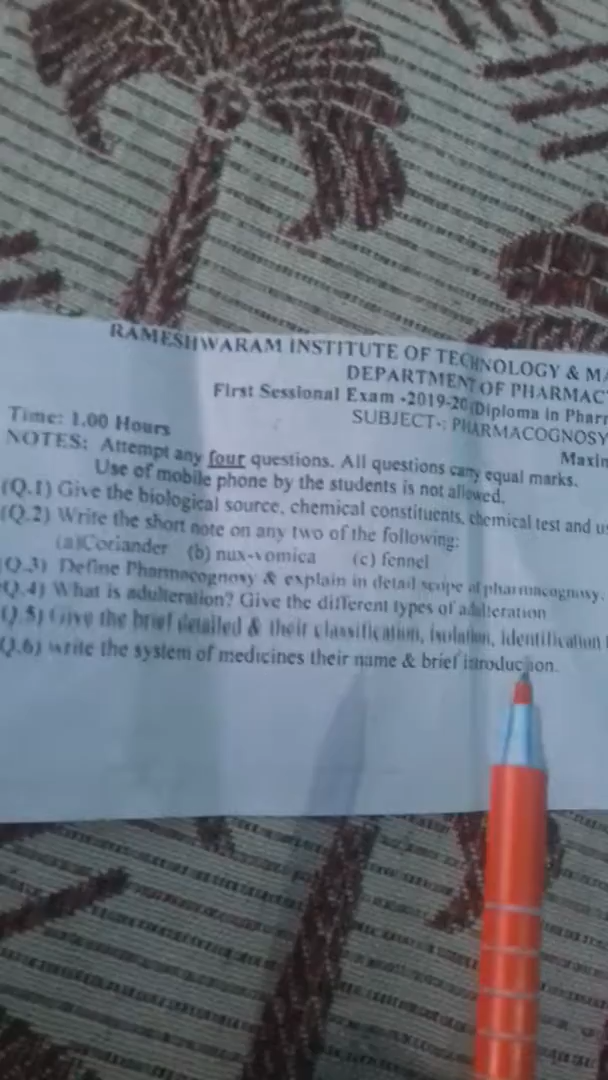 RAMESHWARAM INSTITUTE OF TECHNOLOGY & MA
DEPARTMENT OF PHARMAC
First Sessional Exam -2019-20 (Diploma in Pharm
SUBJECT-: PHARMACOGNOSY
Time: 1.00 Hours
Maxim
NOTES: Attempt any four questions. All questions carry equal marks.
Use of mobile phone by the students is not allowed.
(Q.1) Give the biological source, chemical constituents, chemical test and us
(Q.2) Write the short note on any two of the following:
(a)Coriander (b) nux-vomica (c) fennel
Q.3) Define Pharmacognosy & explain in detail scope of pharmacognosy.
Q.4) What is adulteration? Give the different types of adulteration
Q.5) Give the brief detailed & their classification, isolation, identification
Q.6) write the system of medicines their name & brief introduction.